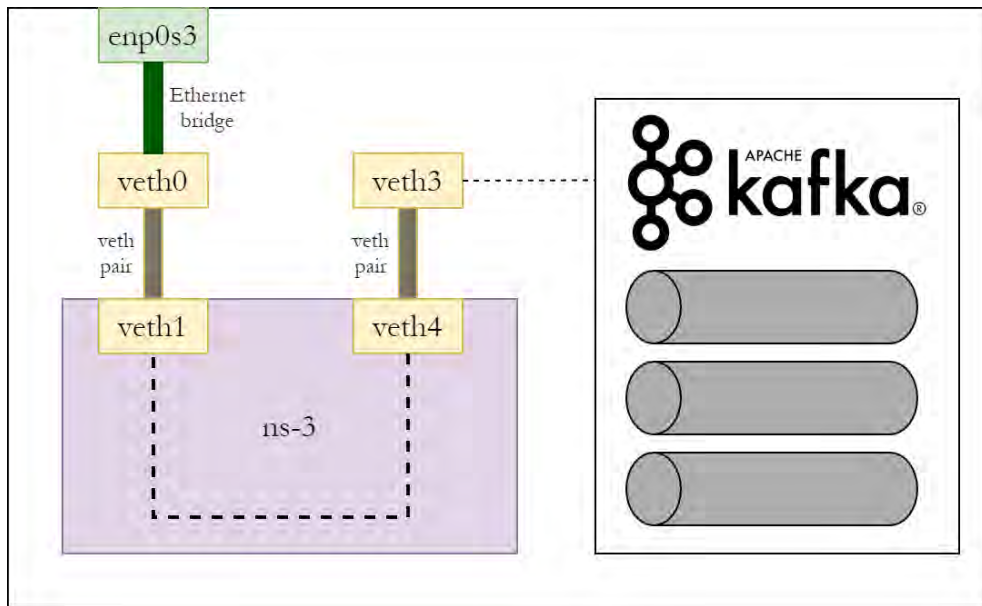 enp0s3
Ethernet
bridge
veth0
veth3
APACHE
kafka®
veth
pair
veth
pair
veth1
veth4
ns-3